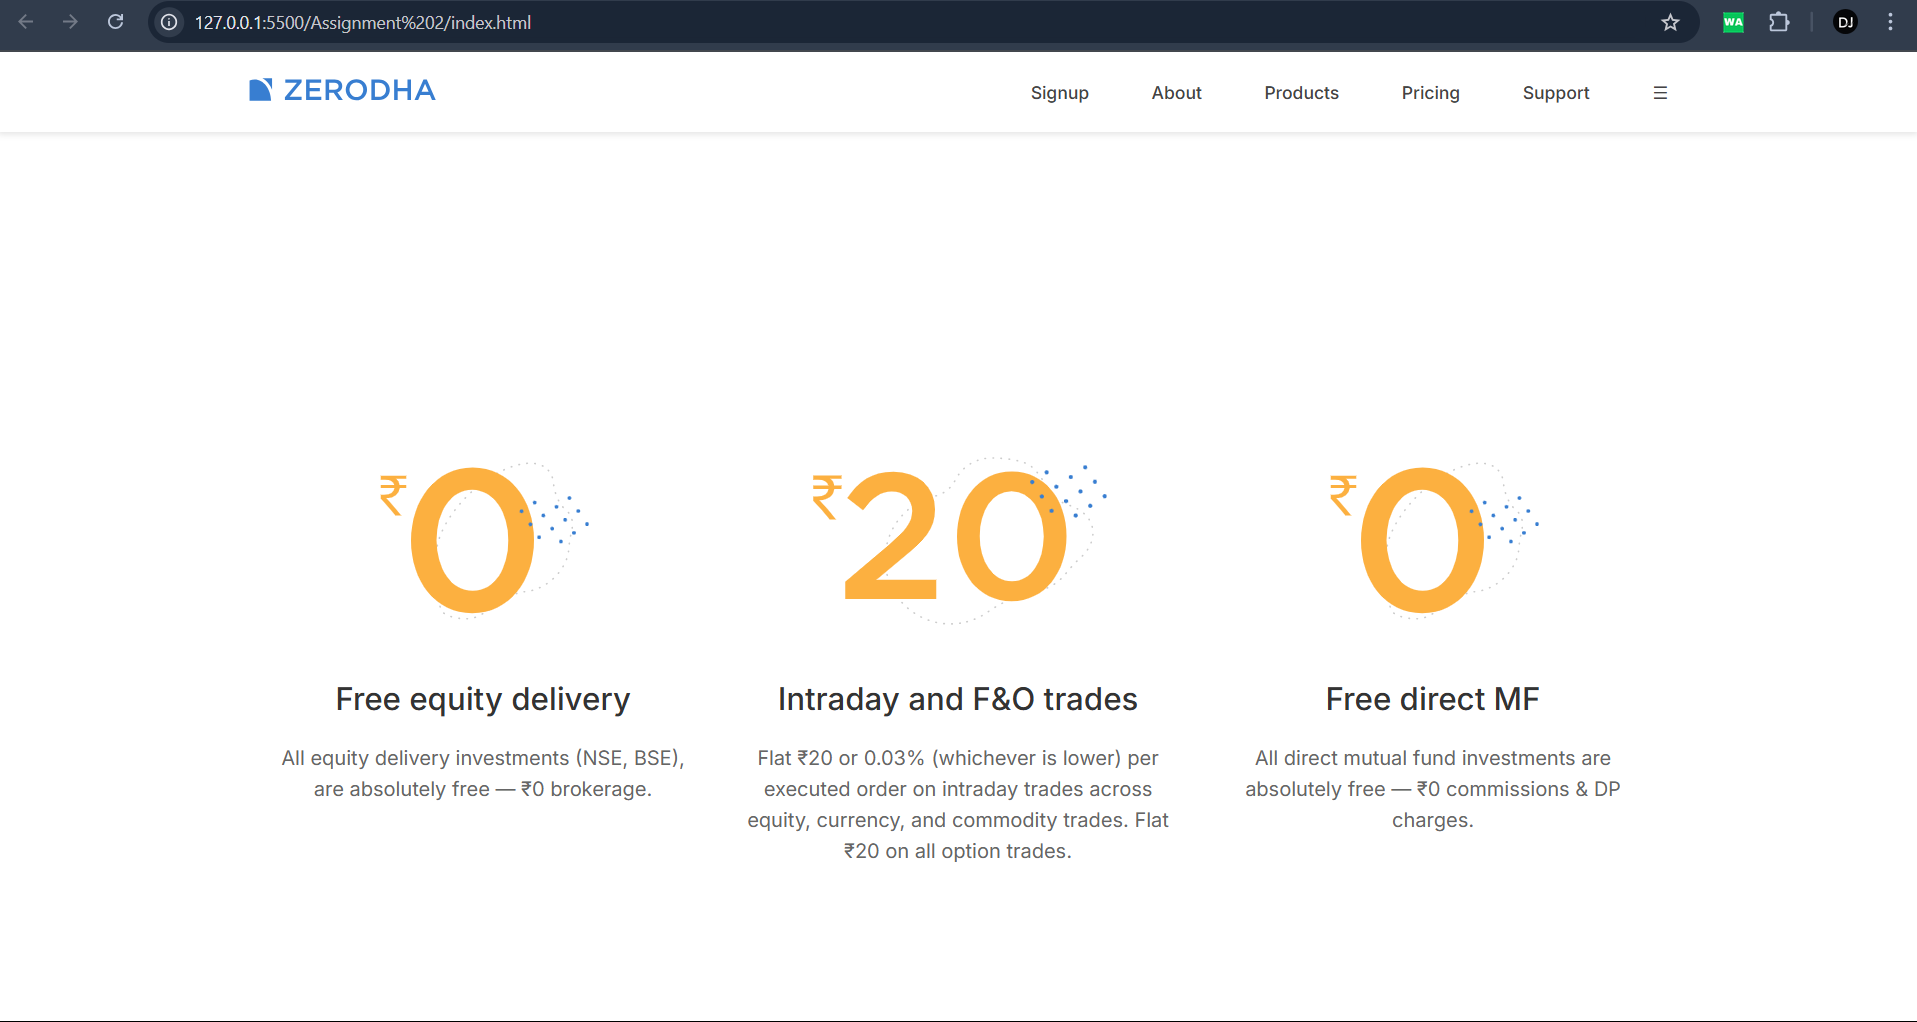 127.0.0.1:5500/Assignment%202/index.html
WA
DJ
ZERODHA
Signup
About
Products
Pricing
Support
₹0
₹20
₹0
Free equity delivery
All equity delivery investments (NSE, BSE),
are absolutely free — ₹0 brokerage.
Intraday and F&O trades
Flat ₹20 or 0.03% (whichever is lower) per
executed order on intraday trades across
equity, currency, and commodity trades. Flat
₹20 on all option trades.
Free direct MF
All direct mutual fund investments are
absolutely free — ₹0 commissions & DP
charges.